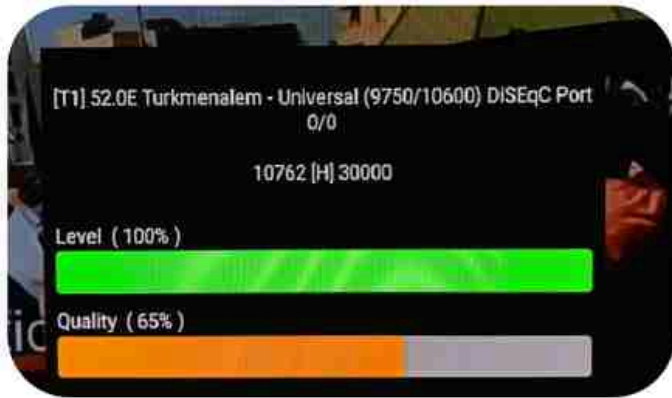 [T1] 52.0E Turkmenalem - Universal (9750/10600) DiSEqC Port
0/0
10762 [H] 30000
Level ( 100% )
Quality ( 65% )